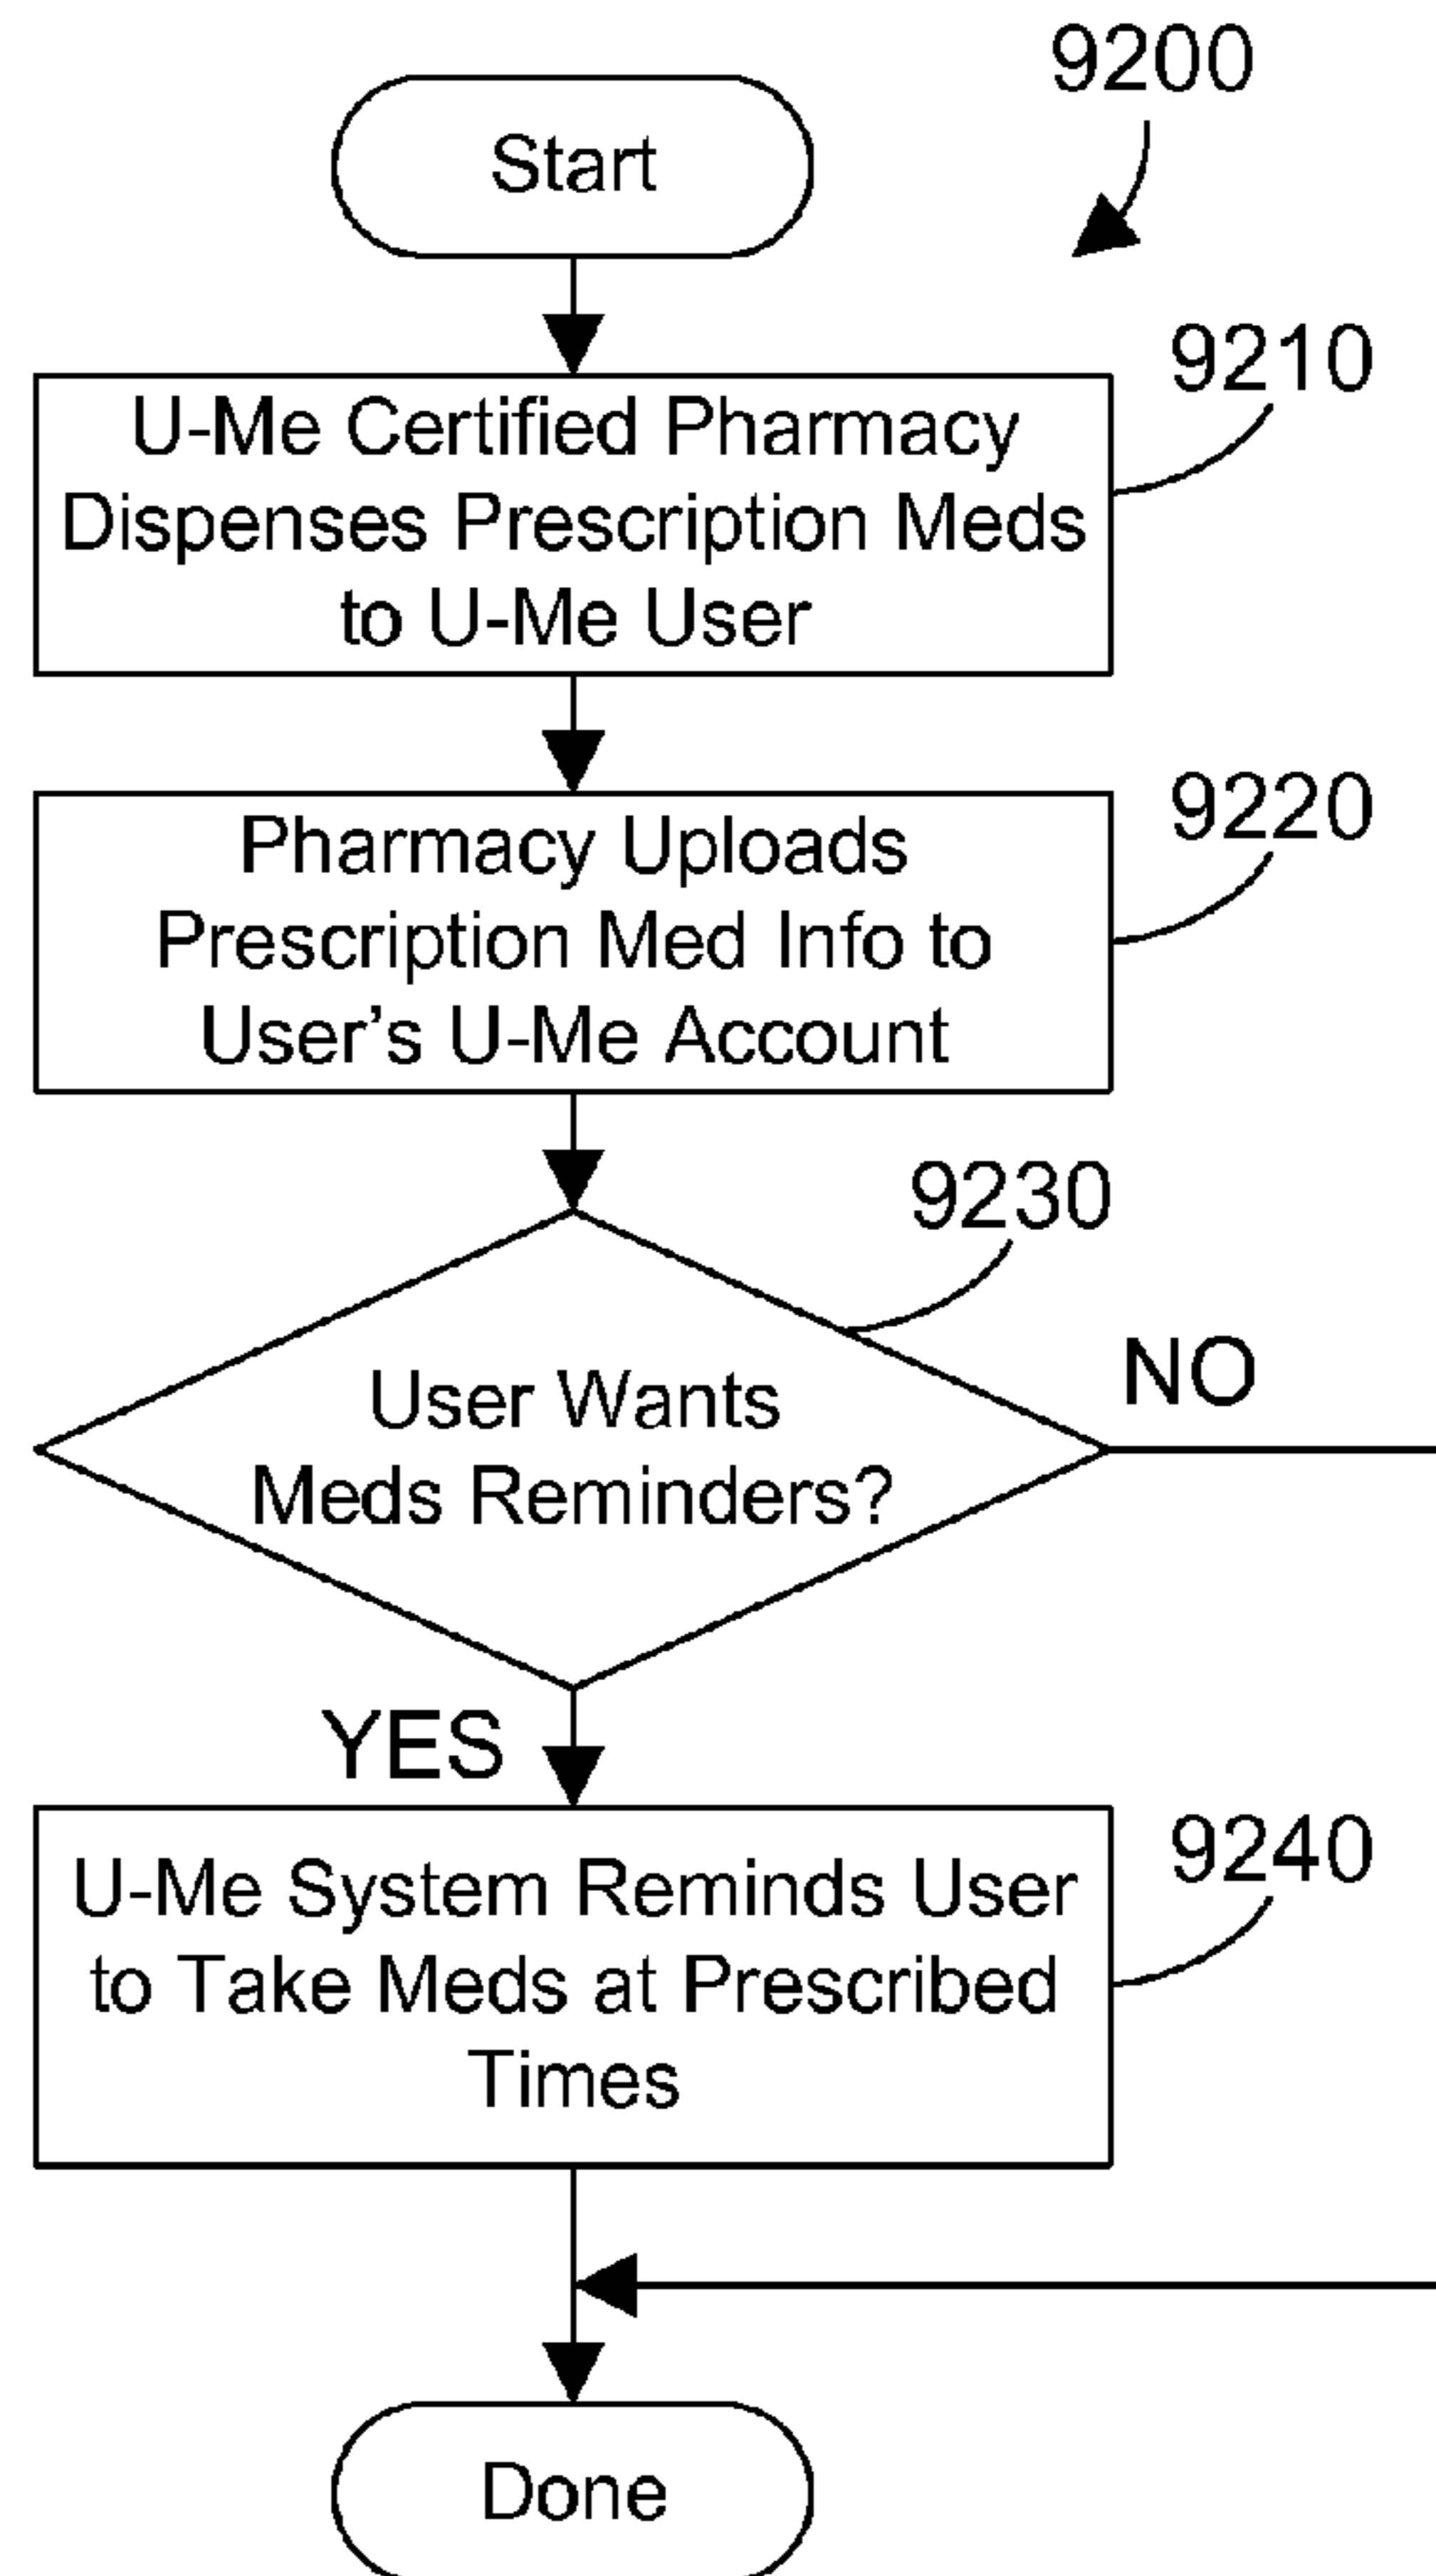 9200
Start
9210
U-Me Certified Pharmacy
Dispenses Prescription Meds
to U-Me User
9220
Pharmacy Uploads
Prescription Med Info to
User's U-Me Account
9230
User Wants
Meds Reminders?
NO
YES
9240
U-Me System Reminds User
to Take Meds at Prescribed
Times
Done